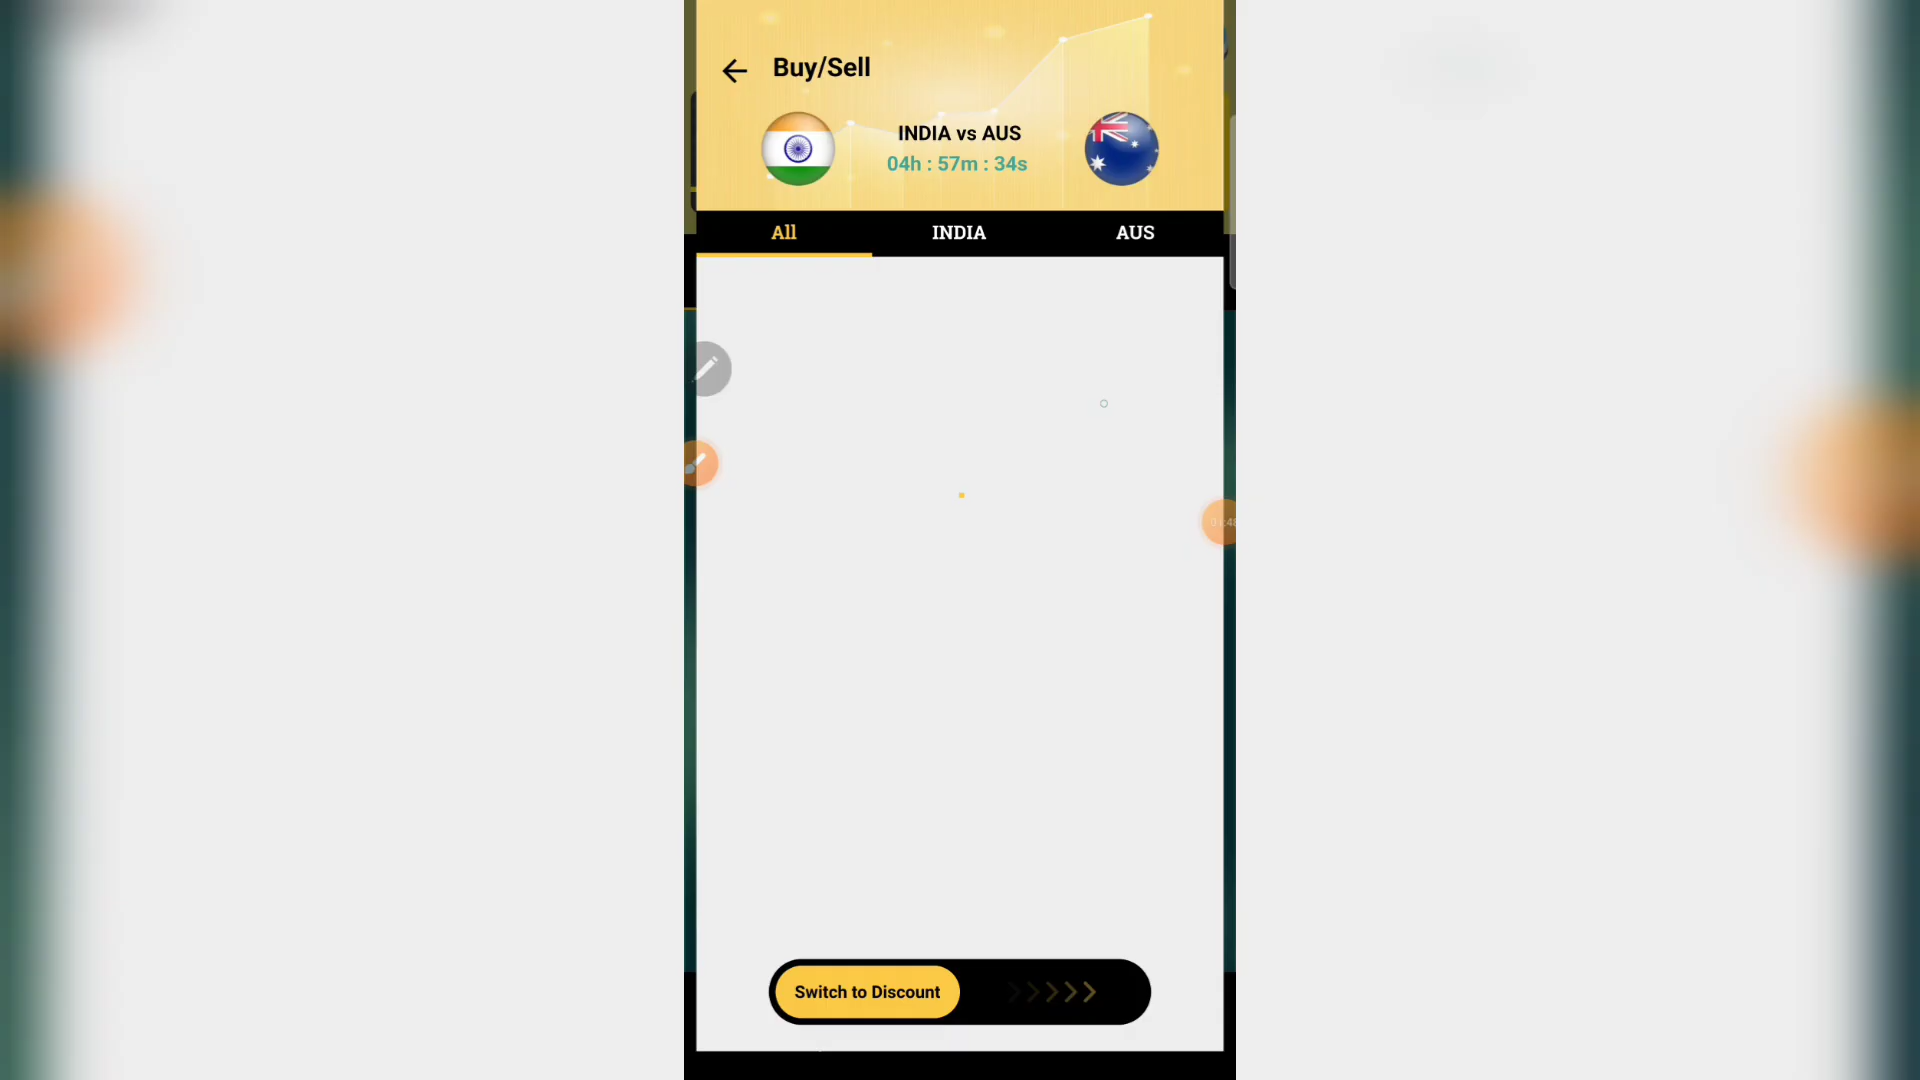 Buy/Sell
INDIA vs AUS
04h : 57m : 34s
All
INDIA
AUS
Switch to Discount